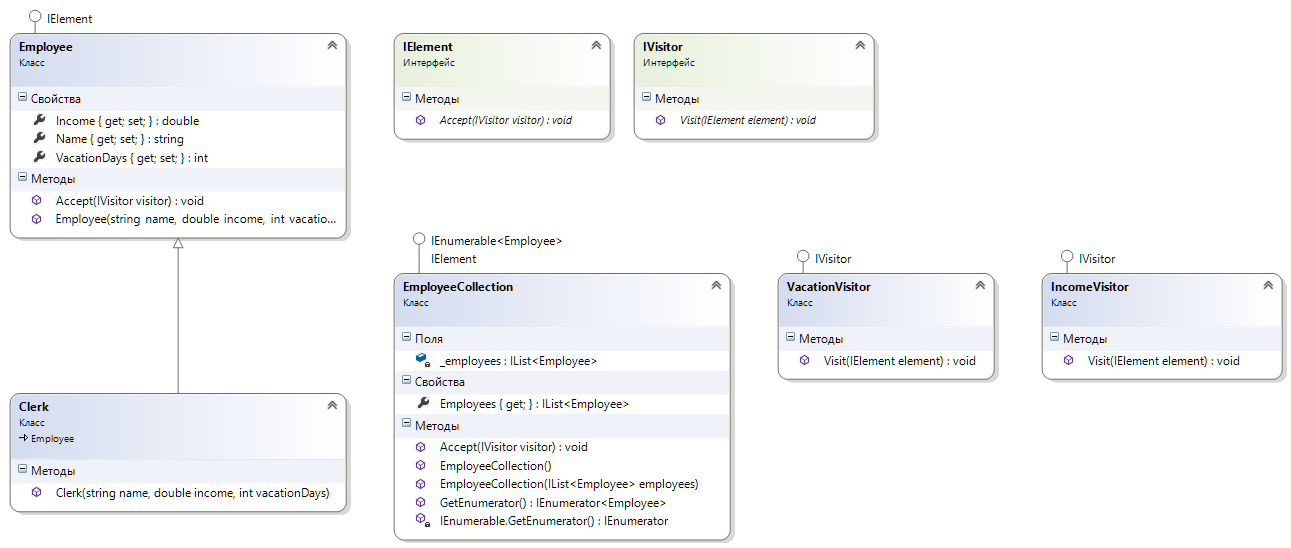 IElement
Employee
Класс
Свойства
Income { get; set; } : double
Name { get; set; } : string
VacationDays { get; set; } : int
Методы
Accept(IVisitor visitor) : void
Employee(string name, double income, int vacatio...
IElement
Интерфейс
Методы
Accept(IVisitor visitor) : void
IVisitor
Интерфейс
Методы
Visit(IElement element) : void
Clerk
Класс
Employee
Методы
Clerk(string name, double income, int vacationDays)
IEnumerable<Employee>
IElement
EmployeeCollection
Класс
Поля
_employees : IList<Employee>
Свойства
Employees { get; } : IList<Employee>
Методы
Accept(IVisitor visitor) : void
EmployeeCollection()
EmployeeCollection(IList<Employee> employees)
GetEnumerator() : IEnumerator<Employee>
IEnumerable.GetEnumerator() : IEnumerator
IVisitor
VacationVisitor
Класс
Методы
Visit(IElement element) : void
IVisitor
IncomeVisitor
Класс
Методы
Visit(IElement element) : void